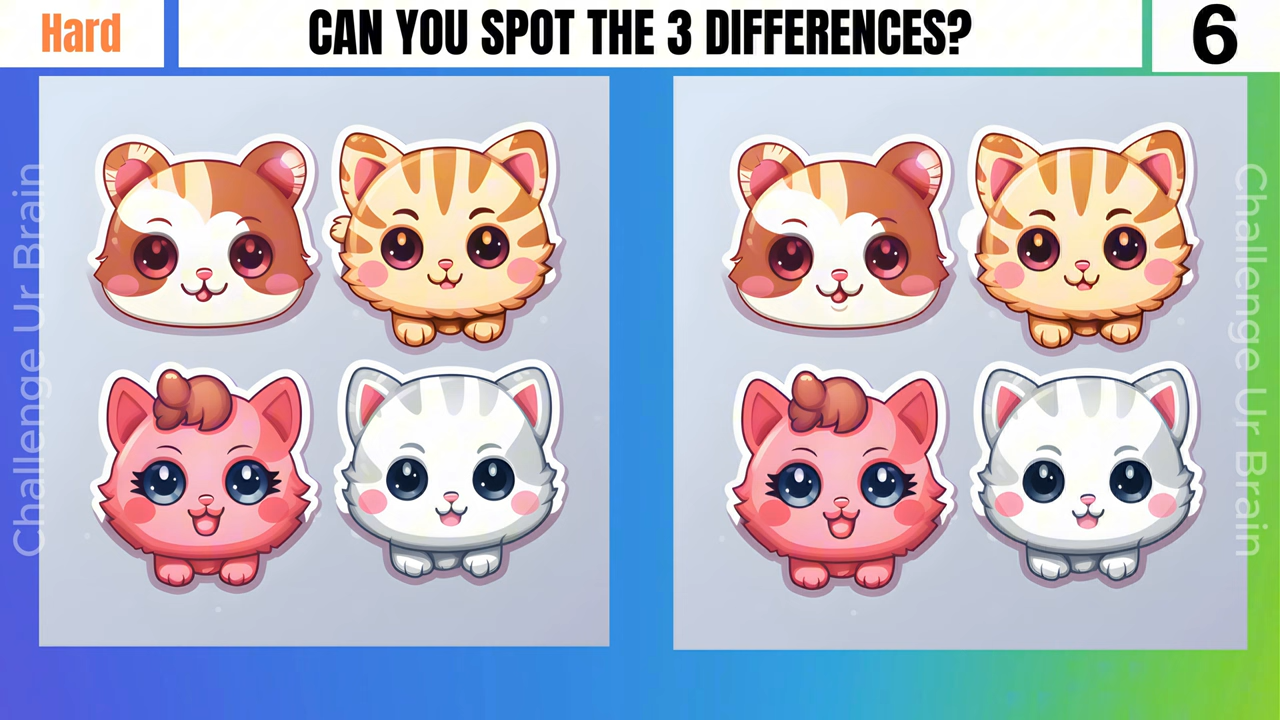 Hard
CAN YOU SPOT THE 3 DIFFERENCES?
6
Challenge Ur Brain
Challenge Ur Brain